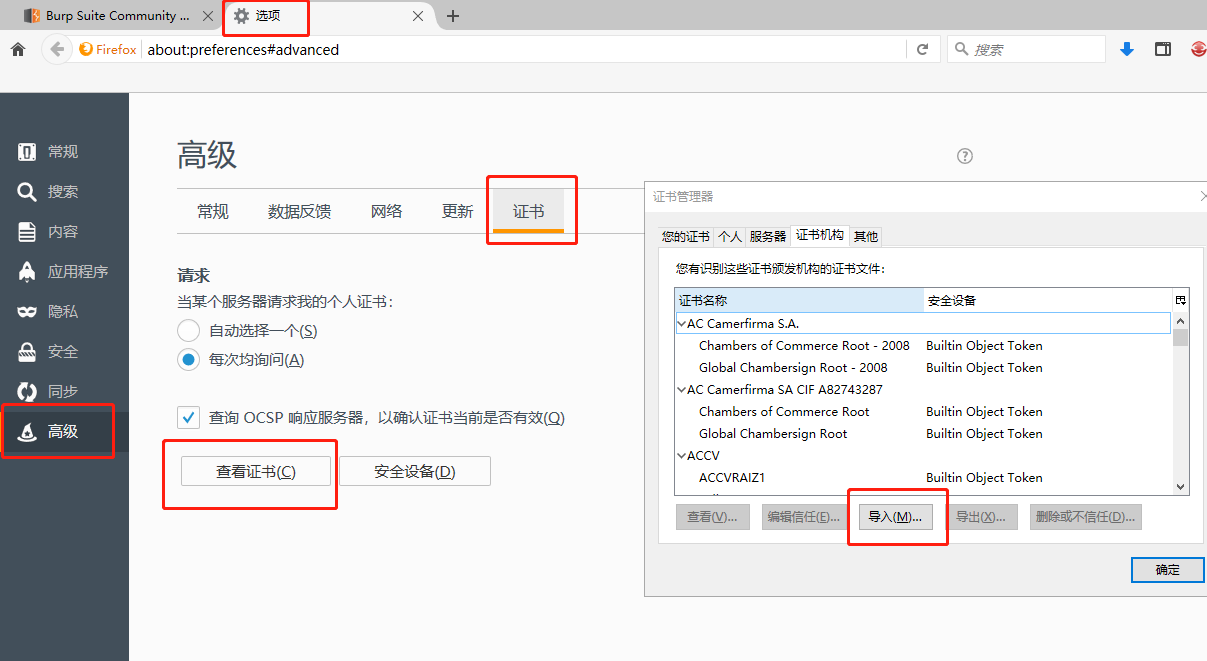 Burp Suite Community ...
选项
Firefox
about:preferences#advanced
搜索
常规
搜索
内容
应用程序
隐私
安全
同步
高级
高级
常规
数据反馈
网络
更新
证书
请求
当某个服务器请求我的个人证书:
自动选择一个(S)
每次均询问(A)
查询 OCSP 响应服务器，以确认证书当前是否有效(Q)
查看证书(C)
安全设备(D)
证书管理器
您的证书
个人
服务器
证书机构
其他
您有识别这些证书颁发机构的证书文件:
证书名称
安全设备
AC Camerfirma S.A.
Chambers of Commerce Root - 2008 Builtin Object Token
Global Chambersign Root - 2008 Builtin Object Token
AC Camerfirma SA CIF A82743287
Chambers of Commerce Root Builtin Object Token
Global Chambersign Root Builtin Object Token
ACCV
ACCVRAIZ1 Builtin Object Token
查看(V)...
编辑信任(E)...
导入(M)...
导出(X)...
删除或不信任(D)...
确定